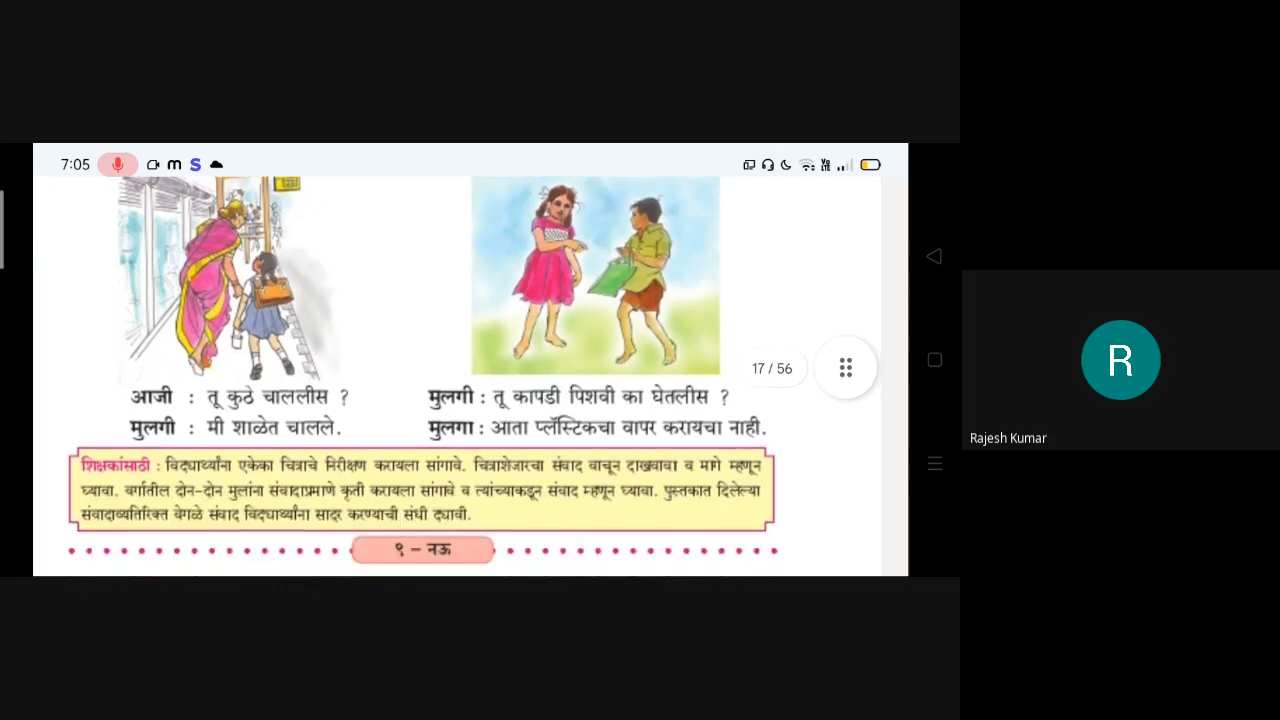 7:05
17 / 56
आजी : तू कुठे चाललीस ?
मुलगी : मी शाळेत चालले.
मुलगी : तू कापडी पिशवी का घेतलीस ?
मुलगा : आता प्लॅस्टिकचा वापर करायचा नाही.
शिक्षकांसाठी : विद्यार्थ्यांना एकेका चित्राचे निरीक्षण करायला सांगावे. चित्राशेजारचा संवाद वाचून दाखवावा व मागे म्हणून
घ्यावा. वर्गातील दोन-दोन मुलांना संवादाप्रमाणे कृती करायला सांगावे व त्यांच्याकडून संवाद म्हणून घ्यावा. पुस्तकात दिलेल्या
संवादाव्यतिरिक्त वेगळे संवाद विद्यार्थ्यांना सादर करण्याची संधी द्यावी.
९ – नऊ
R
Rajesh Kumar